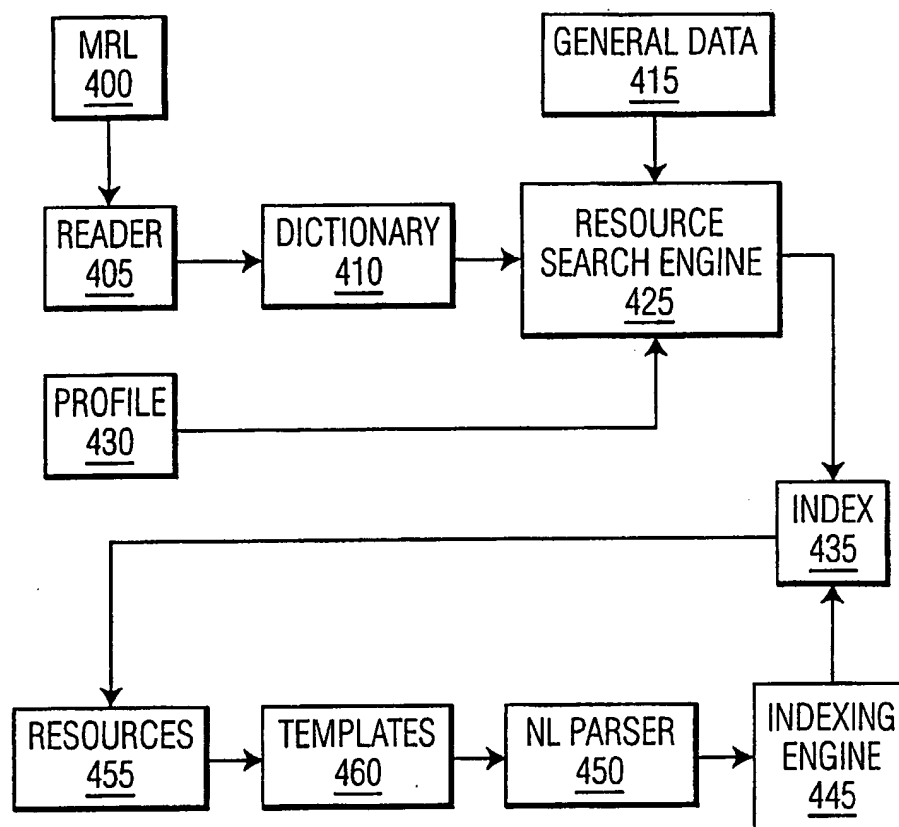 MRL
400
GENERAL DATA
415
READER
405
DICTIONARY
410
RESOURCE
SEARCH ENGINE
425
PROFILE
430
INDEX
435
RESOURCES
455
TEMPLATES
460
NL PARSER
450
INDEXING
ENGINE
445